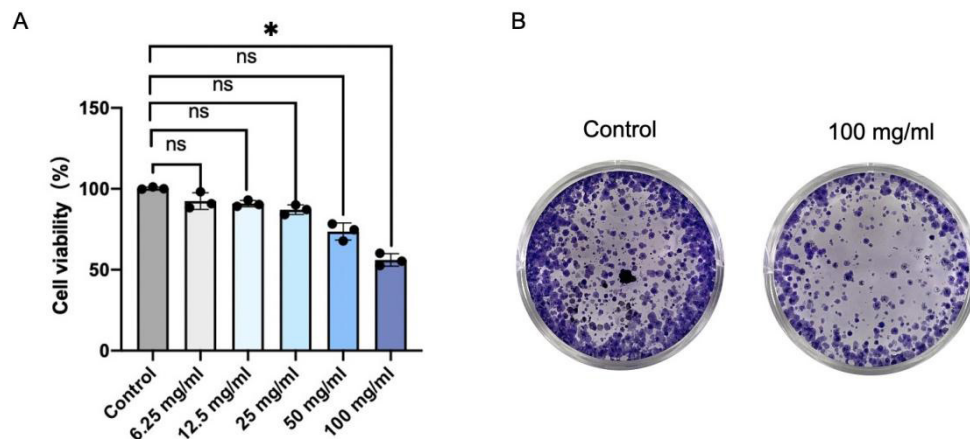 A
B
*
ns
ns
ns
ns
150
100
50
0
Cell viability (%)
Control
6.25 mg/ml
12.5 mg/ml
25 mg/ml
50 mg/ml
100 mg/ml
Control
100 mg/ml